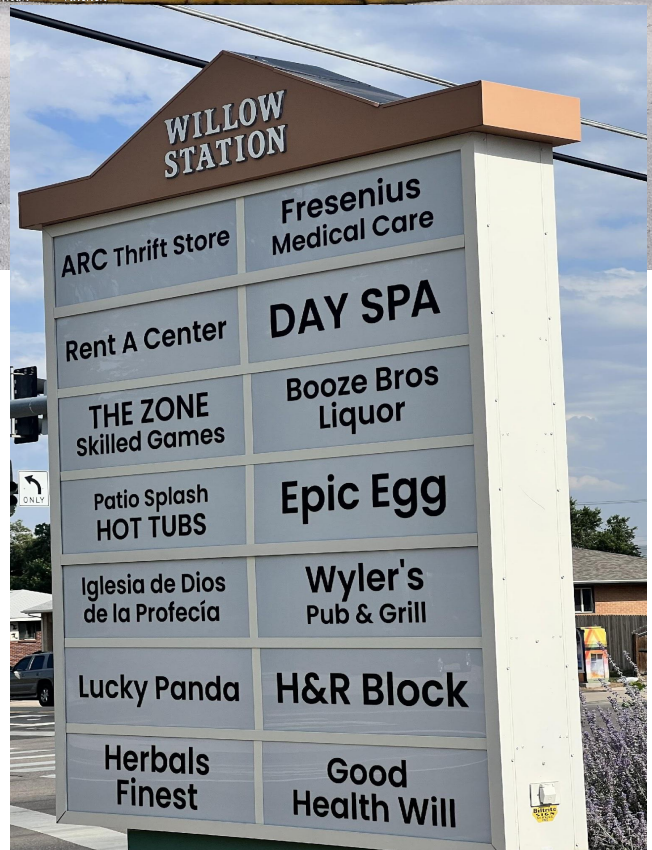 WILLOW
STATION
ARC Thrift Store
Fresenius
Medical Care
Rent A Center
DAY SPA
THE ZONE
Skilled Games
Booze Bros
Liquor
Patio Splash
HOT TUBS
Epic Egg
Iglesia de Dios
de la Profecía
Wyler's
Pub & Grill
Lucky Panda
H&R Block
Herbals
Finest
Good
Health Will
ONLY